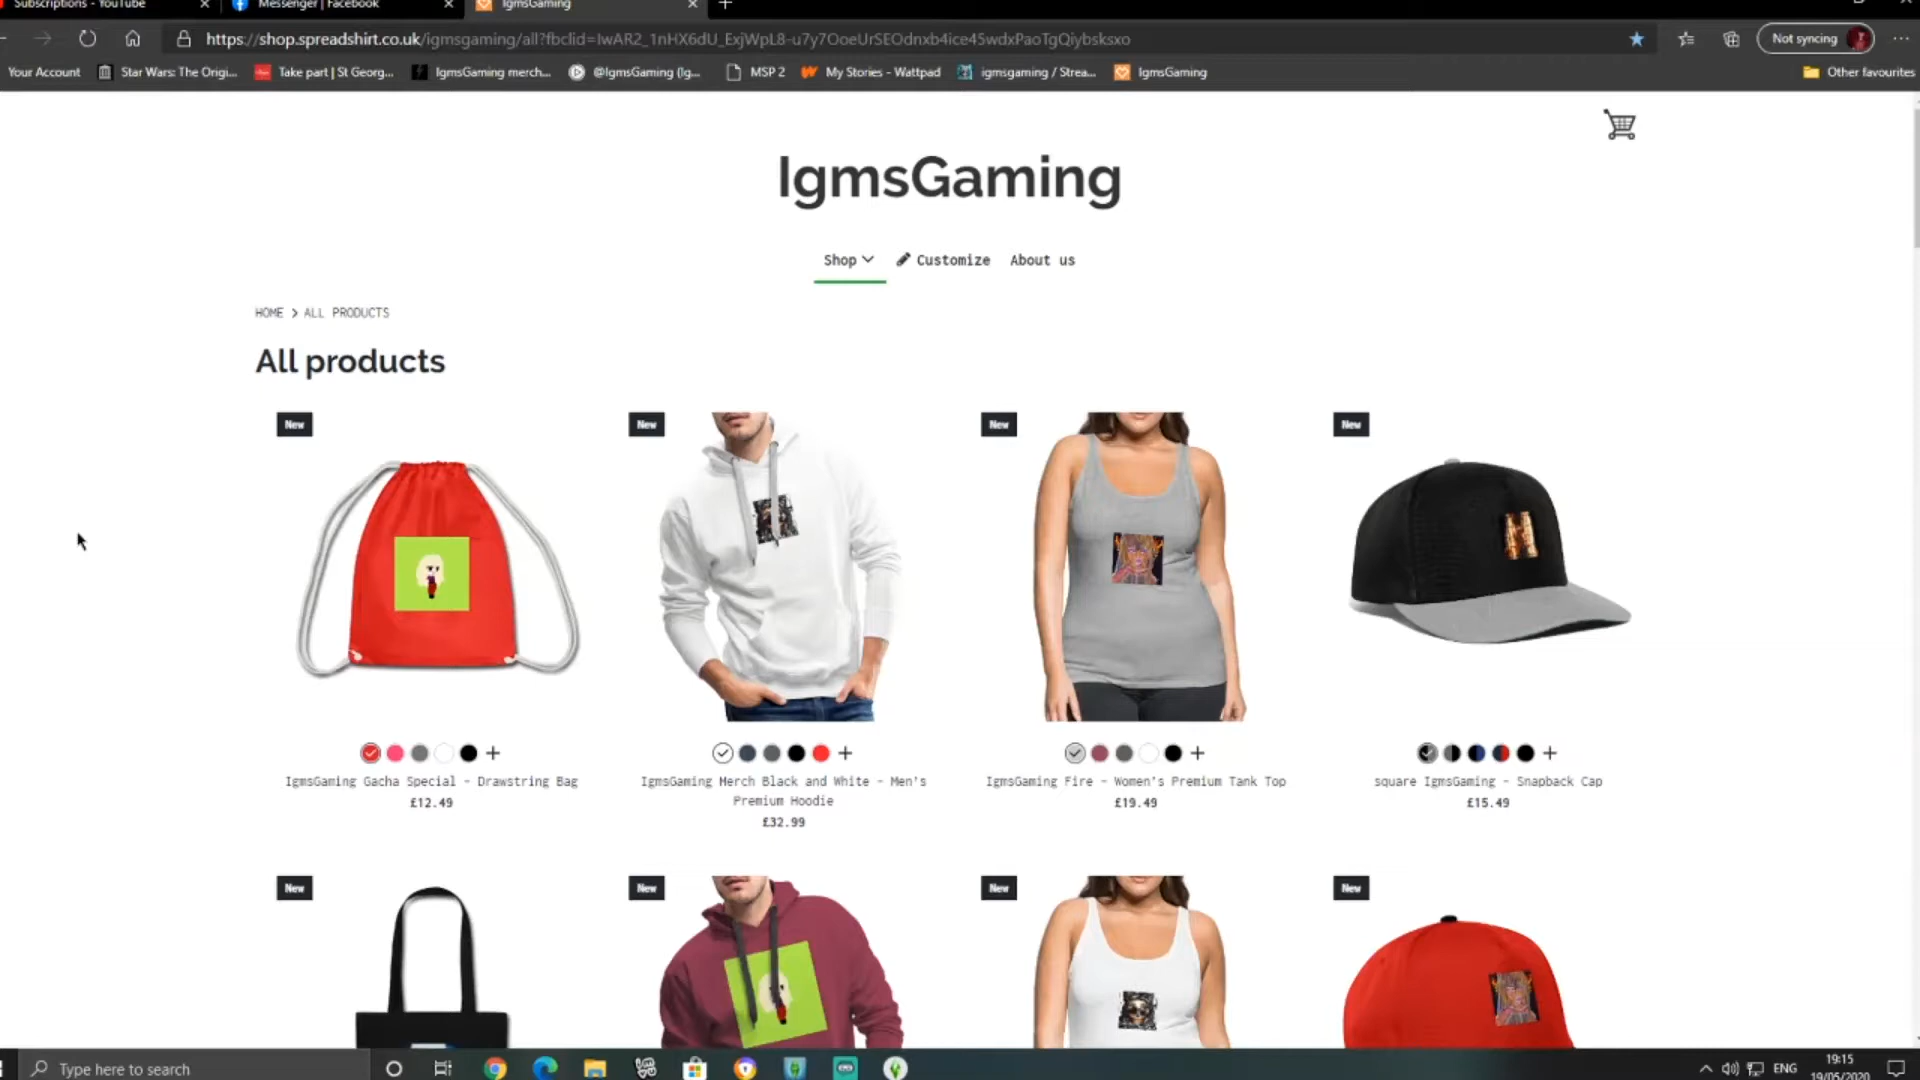 Subscriptions - YouTube
Messenger | Facebook
IgmsGaming
https://shop.spreadshirt.co.uk/igmsgaming/all?fbclid=IwAR2_1nHX6dU_ExjWpL8-u7y7OoeUrSEOdnxb4ice45wdxPaoTgQiybsksxo
Not syncing
Your Account
Star Wars: The Origi...
Take part | St Georg...
IgmsGaming merch...
@IgmsGaming (Ig...
MSP 2
My Stories - Wattpad
igmsgaming / Strea...
IgmsGaming
Other favourites
IgmsGaming
Shop
Customize
About us
HOME > ALL PRODUCTS
All products
New
New
New
New
IgmsGaming Gacha Special - Drawstring Bag
£12.49
IgmsGaming Merch Black and White - Men's
Premium Hoodie
£32.99
IgmsGaming Fire - Women's Premium Tank Top
£19.49
square IgmsGaming - Snapback Cap
£15.49
New
New
New
New
Type here to search
ENG
19:15
19/05/2020